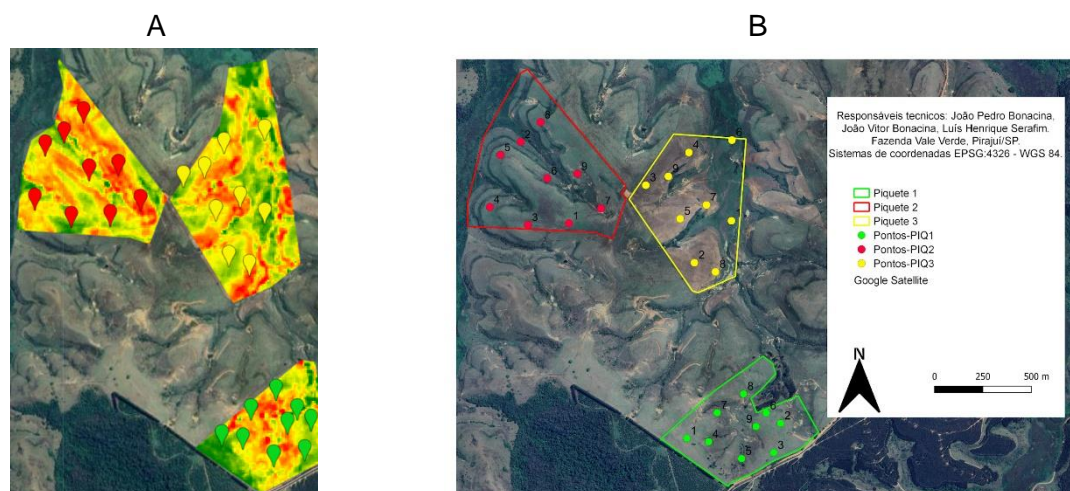 A
B
Responsáveis tecnicos: João Pedro Bonacina,
João Vitor Bonacina, Luís Henrique Serafim.
Fazenda Vale Verde, Pirajuí/SP.
Sistemas de coordenadas EPSG:4326 - WGS 84.
Piquete 1
Piquete 2
Piquete 3
Pontos-PIQ1
Pontos-PIQ2
Pontos-PIQ3
Google Satellite
N
0 250 500 m
8
2
5
6
9
4
7
3
1
6
4
9
3
7
5
1
2
8
8
7
6
2
9
1
4
5
3